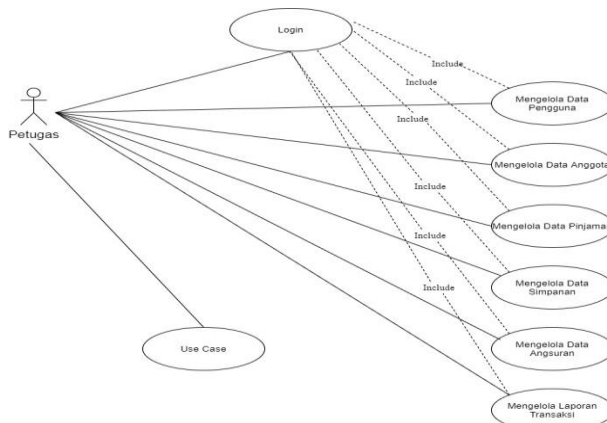 Login
Include
Mengelola Data
Pengguna
Include
Petugas
Include
Mengelola Data Anggota
Include
Mengelola Data Pinjama
Include
Mengelola Data
Simpanan
Include
Use Case
Mengelola Data
Angsuran
Mengelola Laporan
Transaksi